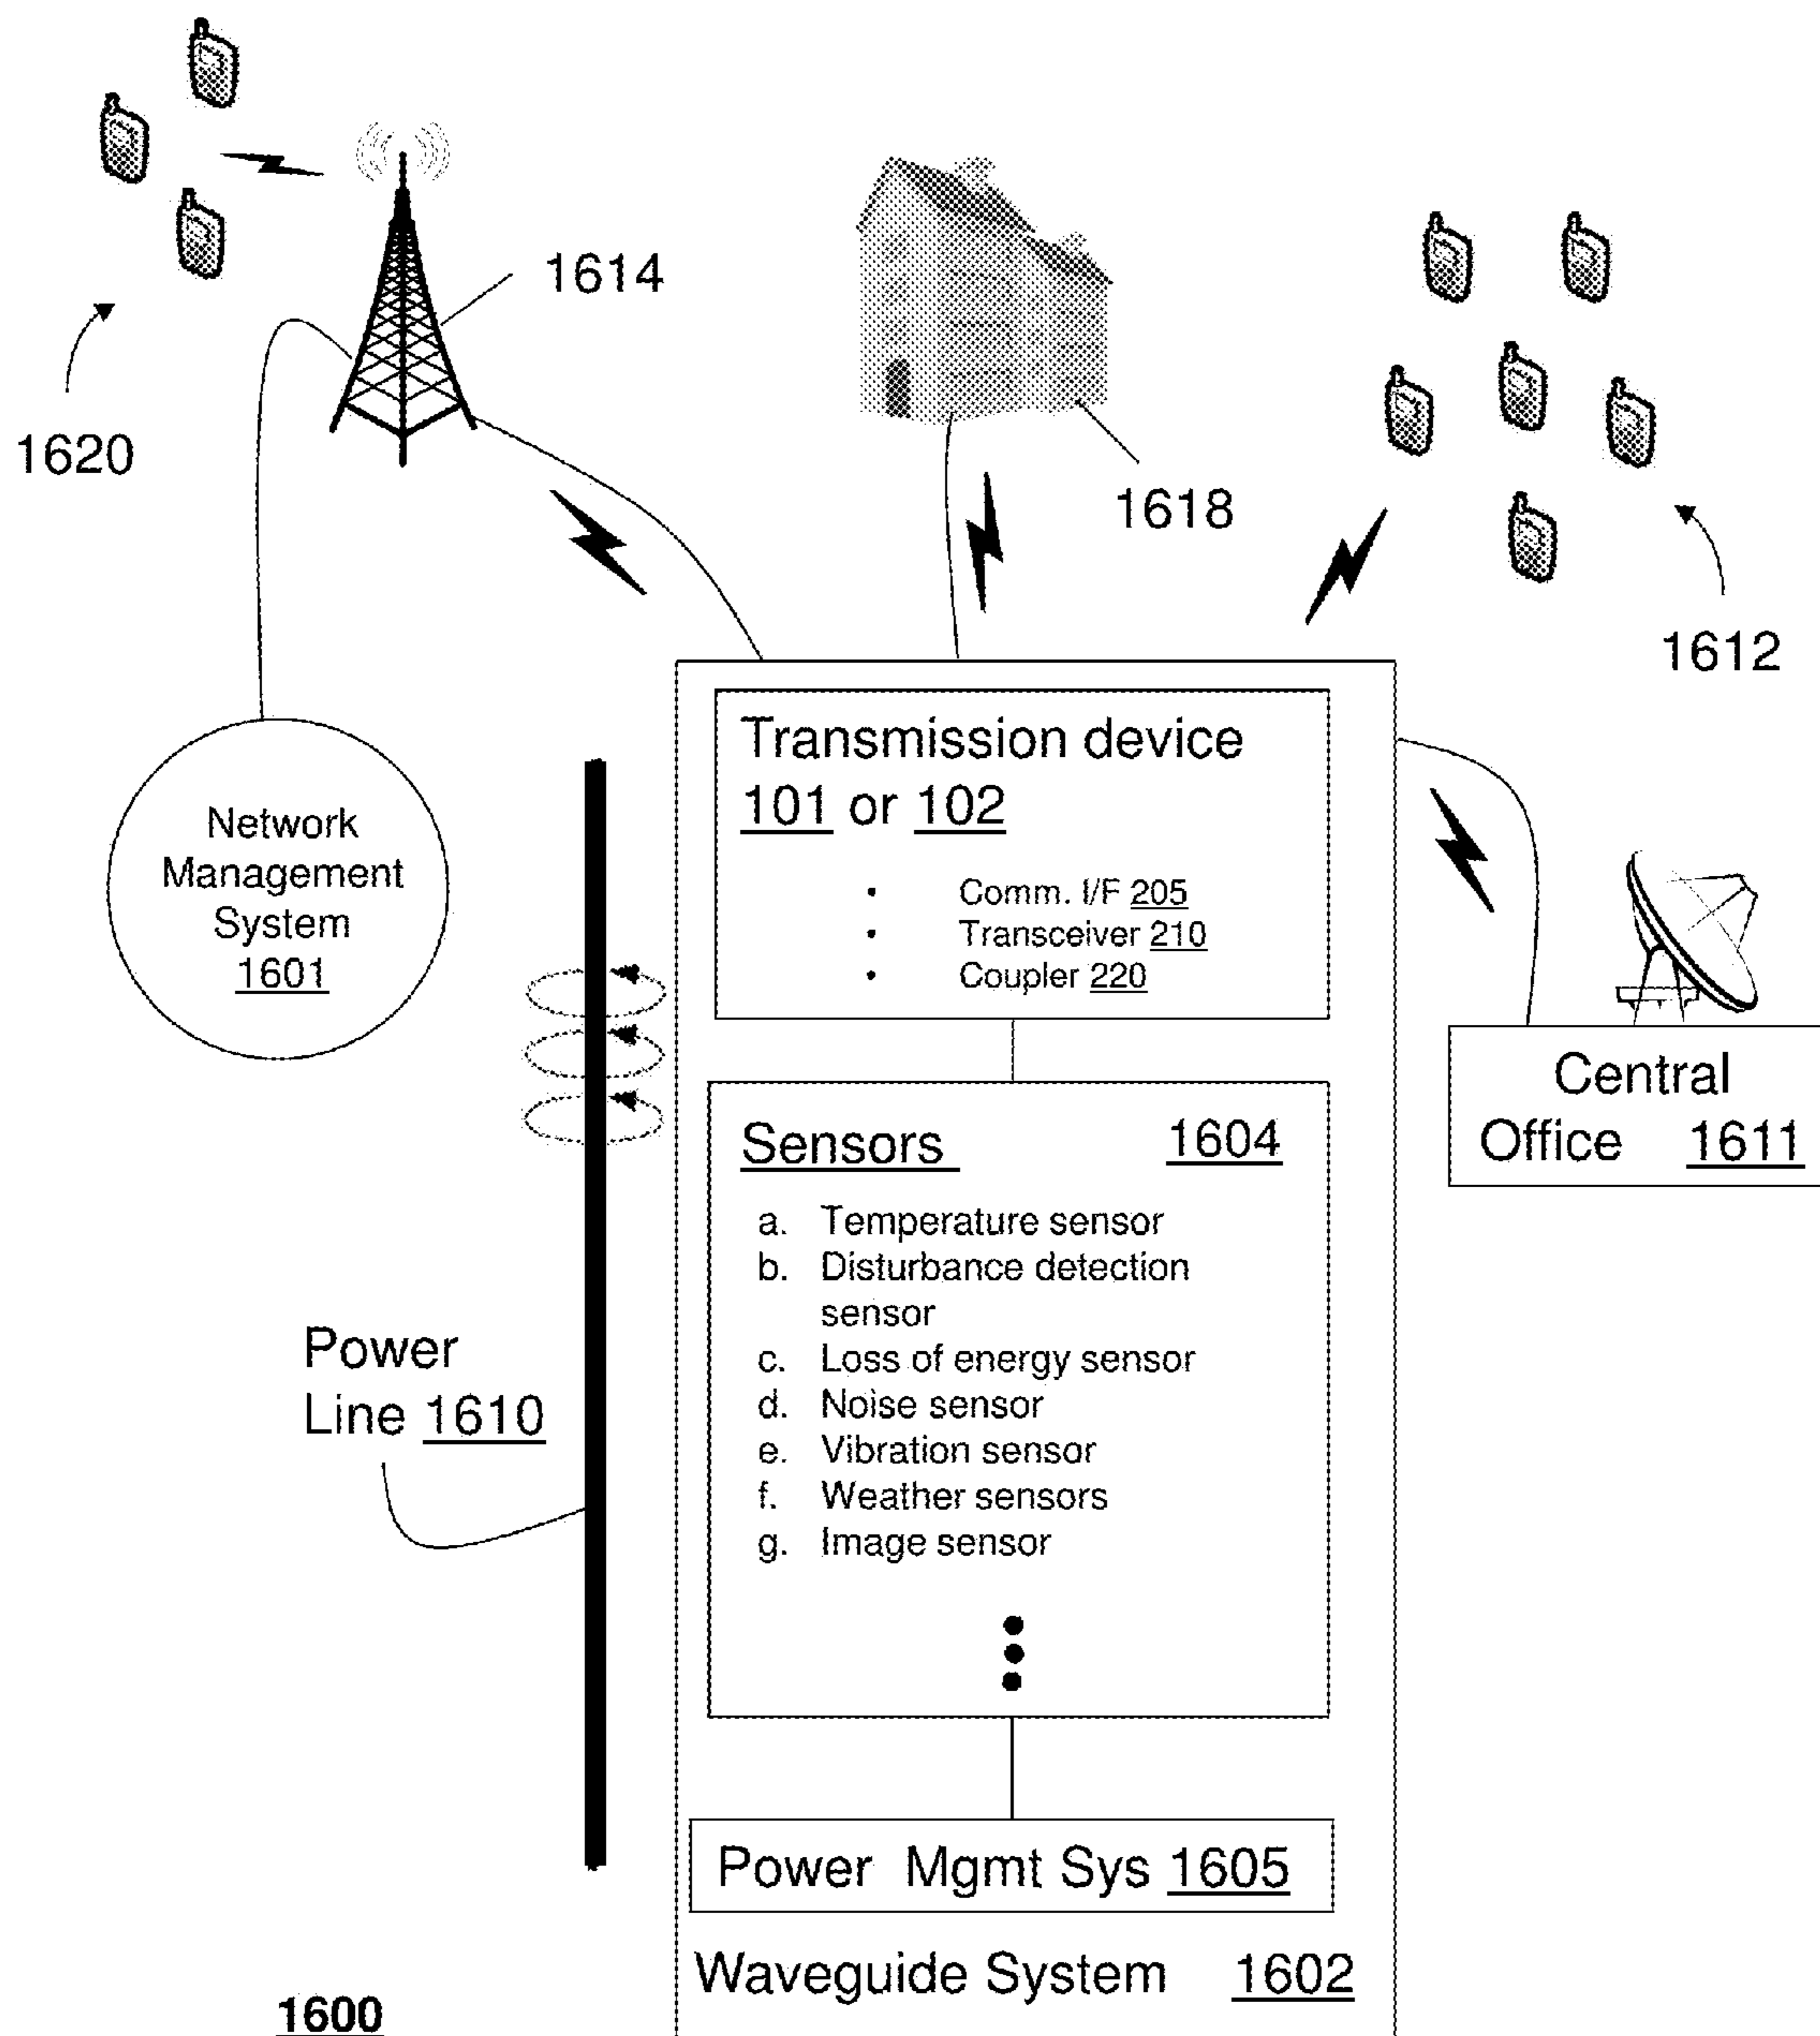 1614
1620
1618
1612
Network
Management
System
1601
Transmission device
101 or 102
• Comm. I/F 205
• Transceiver 210
• Coupler 220
Central
Office 1611
Sensors 1604
a. Temperature sensor
b. Disturbance detection
sensor
c. Loss of energy sensor
d. Noise sensor
e. Vibration sensor
f. Weather sensors
g. Image sensor
Power
Line 1610
Power Mgmt Sys 1605
Waveguide System 1602
1600